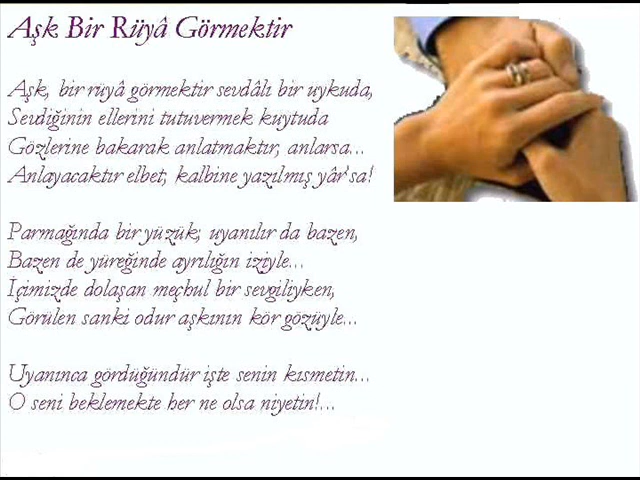 Aşk Bir Rüyâ Görmektir
Aşk, bir rüyâ görmektir sevdâlı bir uykuda,
Sevdiğinin ellerini tutuvermek kuytuda
Gözlerine bakarak anlatmaktır, anlarsa...
Anlayacaktır elbet, kalbine yazılmış yâr'sa!
Parmağında bir yüzük; uyanılır da bazen,
Bazen de yüreğinde ayrılığın iziyle...
İçimizde dolaşan meçhul bir sevgiliyken,
Görülen sanki odur aşkının kör gözüyle...
Uyanınca gördüğündür işte senin kısmetin...
O seni beklemekte her ne olsa niyetin!...